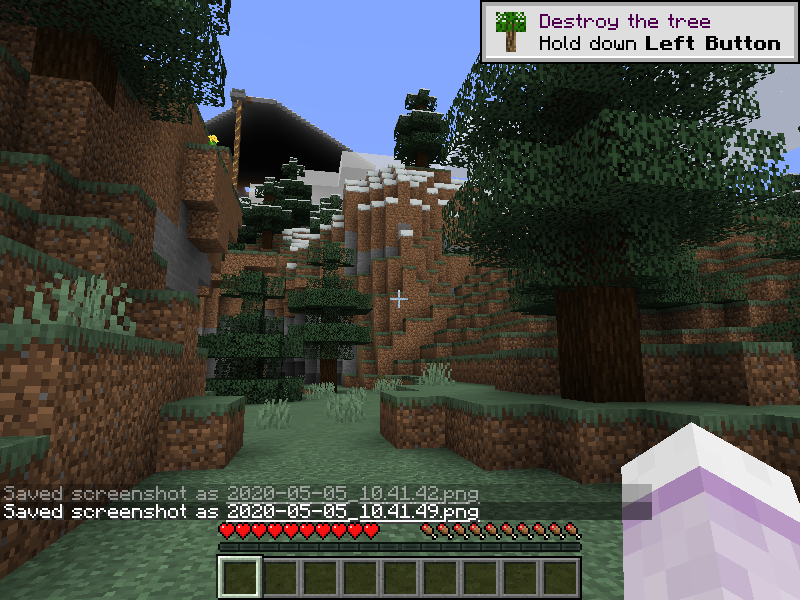 Destroy the tree
Hold down Left Button
Saved screenshot as 2020-05-05_10.41.42.png
Saved screenshot as 2020-05-05_10.41.49.png